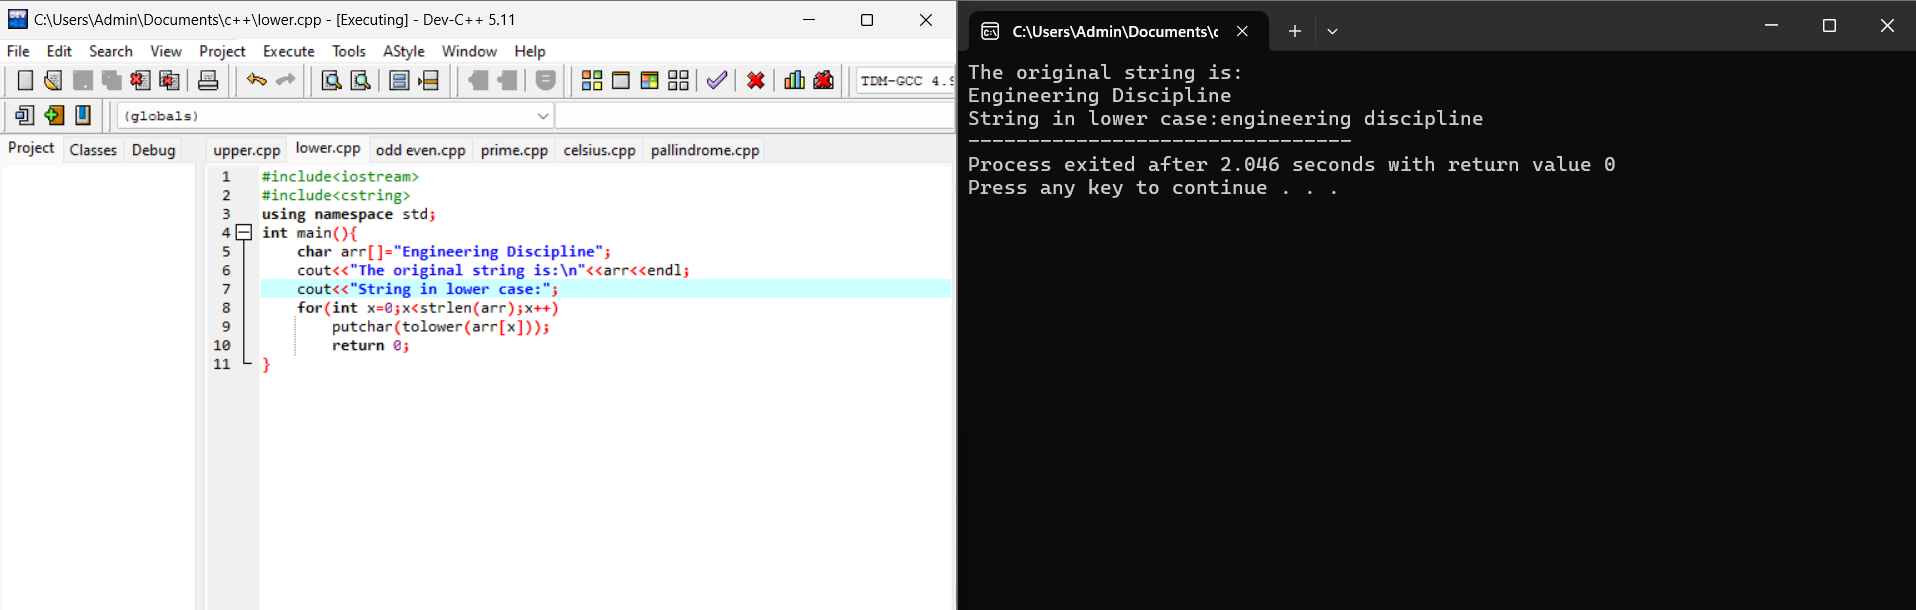 C:\Users\Admin\Documents\c++\lower.cpp - [Executing] - Dev-C++ 5.11
File Edit Search View Project Execute Tools AStyle Window Help
TDM-GCC 4.9
(globals)
Project Classes Debug
upper.cpp lower.cpp odd even.cpp prime.cpp celsius.cpp pallindrome.cpp
1 #include<iostream>
2 #include<cstring>
3 using namespace std;
4 int main(){
5 char arr[]="Engineering Discipline";
6 cout<<"The original string is:\n"<<arr<<endl;
7 cout<<"String in lower case:";
8 for(int x=0;x<strlen(arr);x++)
9 putchar(tolower(arr[x]));
10 return 0;
11 }
C:\Users\Admin\Documents\c
The original string is:
Engineering Discipline
String in lower case:engineering discipline
--------------------------------
Process exited after 2.046 seconds with return value 0
Press any key to continue . . .